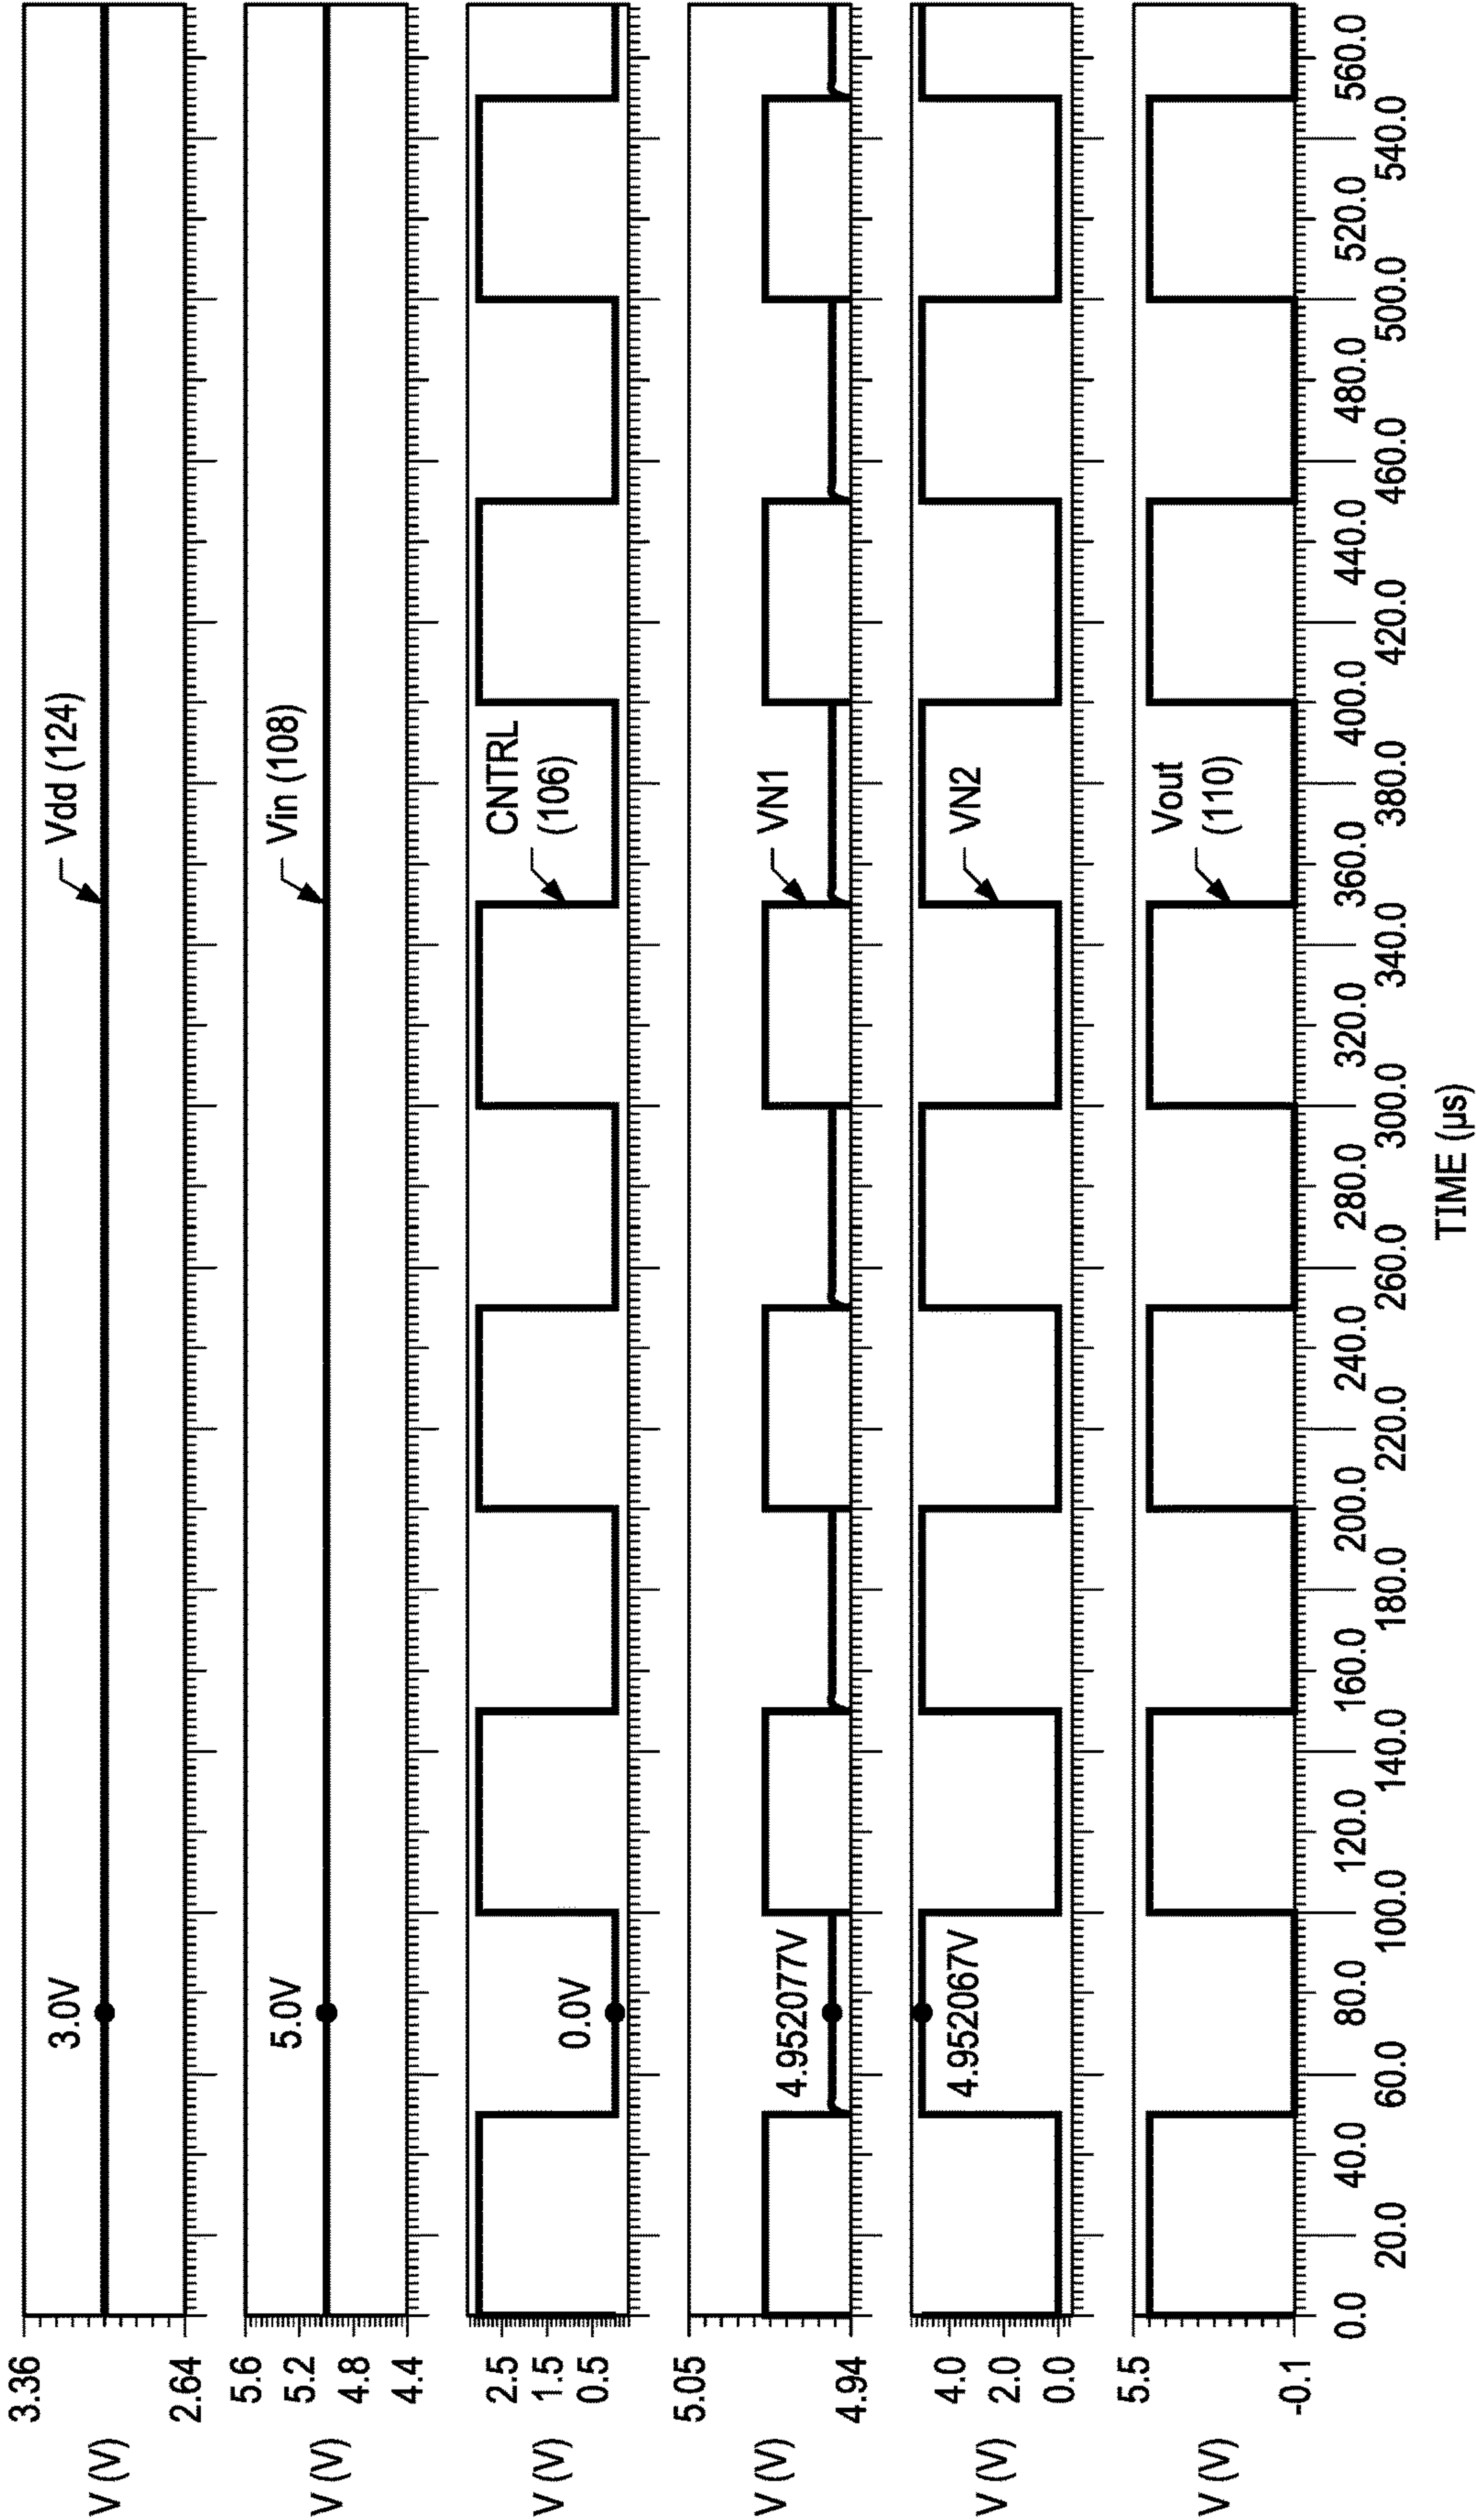 3.36
2.64
V (V)
3.0V
Vdd (124)
5.6
5.2
4.8
4.4
V (V)
5.0V
Vin (108)
2.5
1.5
0.5
V (V)
0.0V
CNTRL
(106)
5.05
4.94
V (V)
4.952077V
VN1
4.0
2.0
0.0
V (V)
4.952067V
VN2
5.5
-0.1
V (V)
Vout
(110)
0.0 40.0 80.0 120.0 160.0 200.0 240.0 280.0 320.0 360.0 400.0 440.0 480.0 520.0 560.0
20.0 60.0 100.0 140.0 180.0 220.0 260.0 300.0 340.0 380.0 420.0 460.0 500.0 540.0
TIME (µs)